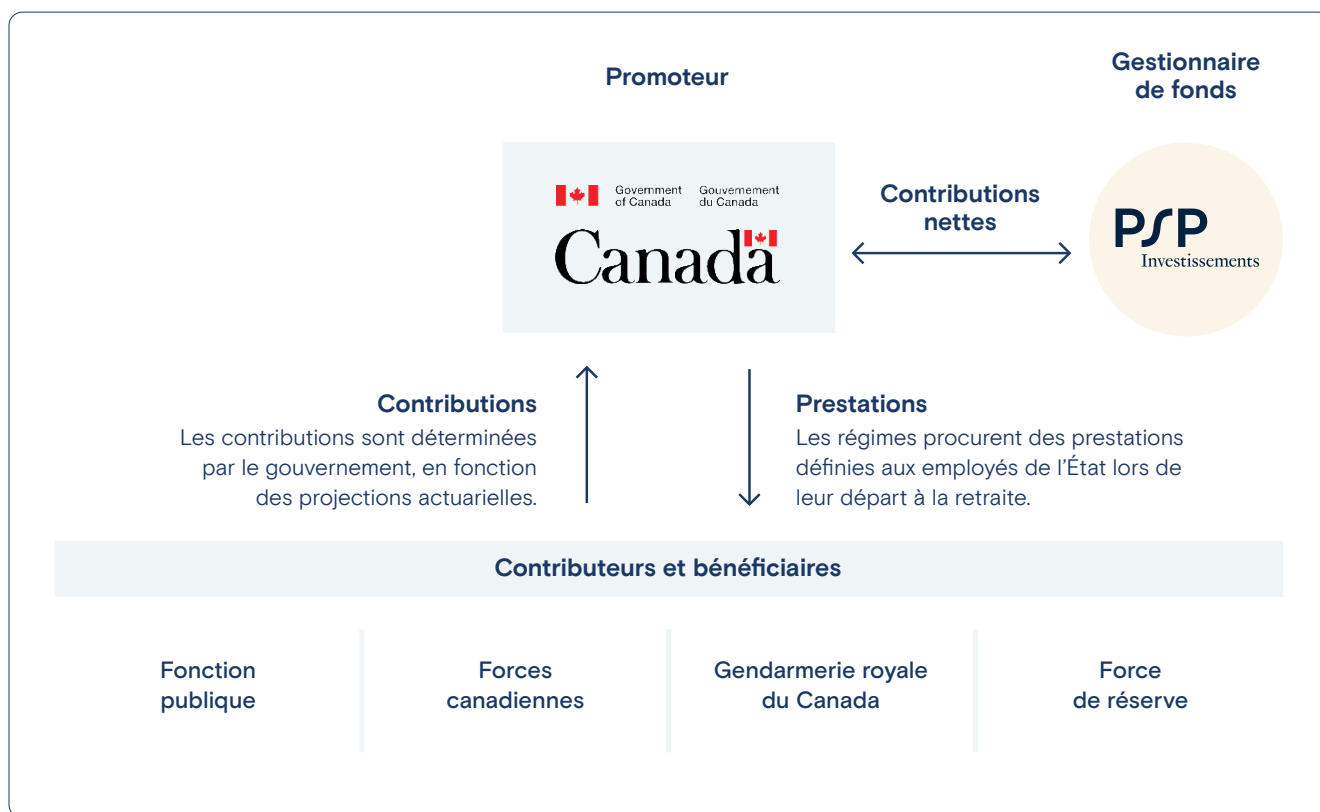 Promoteur
Gestionnaire
de fonds
Government
of Canada
Gouvernement
du Canada
Canada
Contributions
nettes
PSP
Investissements
Contributions
Les contributions sont déterminées
par le gouvernement, en fonction
des projections actuarielles.
Prestations
Les régimes procurent des prestations
définies aux employés de l’État lors de
leur départ à la retraite.
Contributeurs et bénéficiaires
Fonction
publique
Forces
canadiennes
Gendarmerie royale
du Canada
Force
de réserve